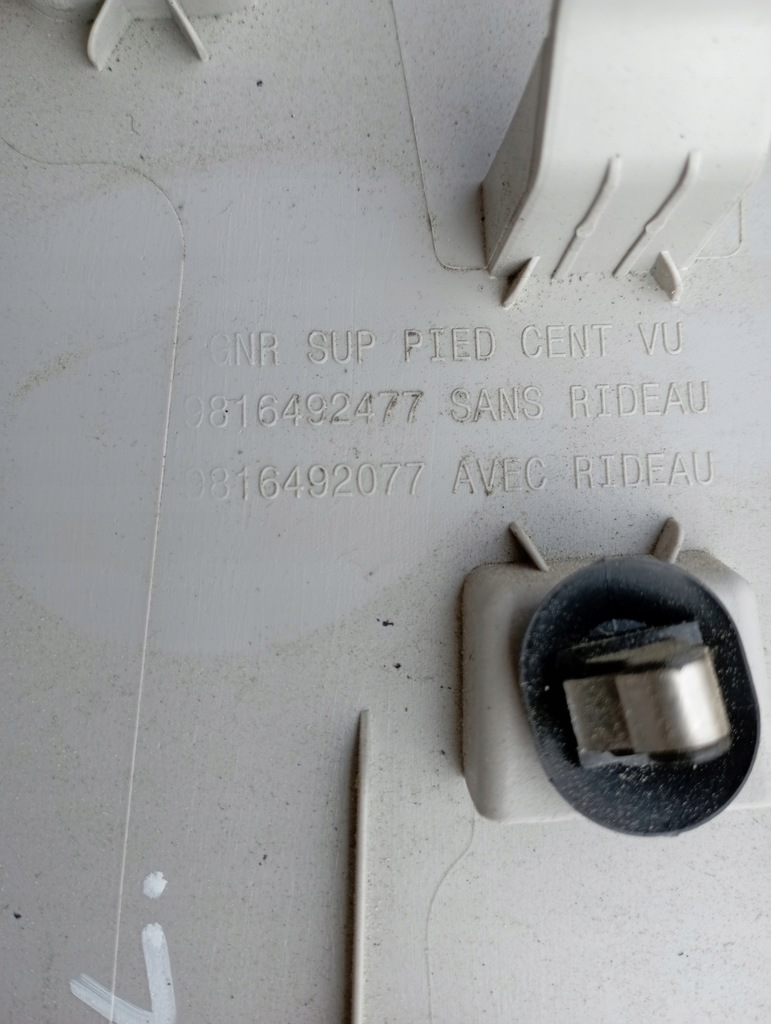 GNR SUP PIED CENT VU
9816492477 SANS RIDEAU
9816492077 AVEC RIDEAU